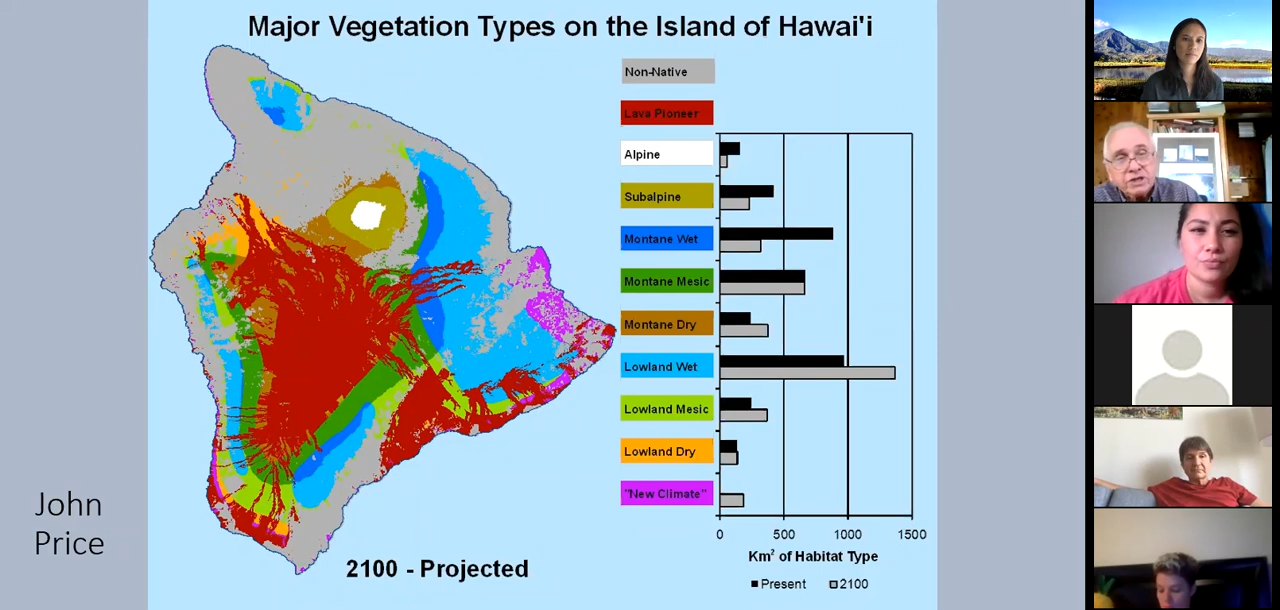 Major Vegetation Types on the Island of Hawai'i
Non-Native
Lava Pioneer
Alpine
Subalpine
Montane Wet
Montane Mesic
Montane Dry
Lowland Wet
Lowland Mesic
Lowland Dry
"New Climate"
0 500 1000 1500
Km² of Habitat Type
Present 2100
2100 - Projected
John
Price